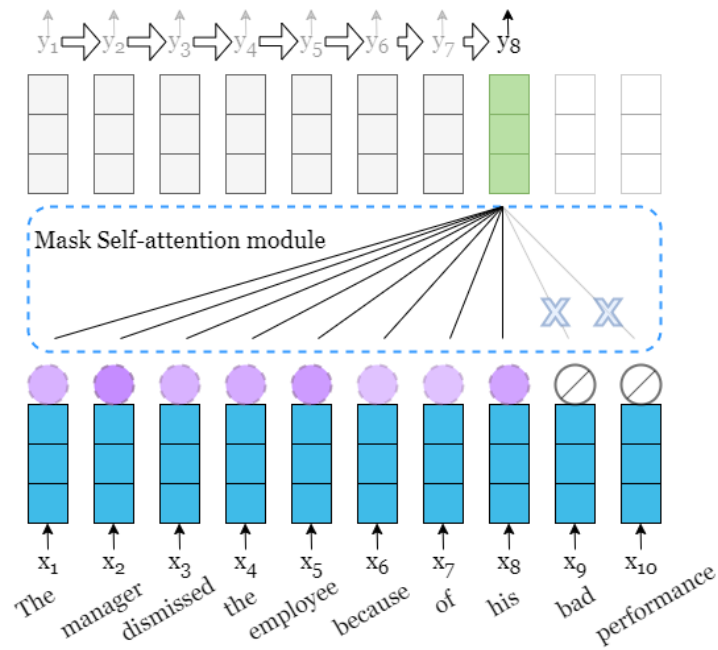 y₁ y₂ y₃ y₄ y₅ y₆ y₇ y₈
Mask Self-attention module
X X
x₁ x₂ x₃ x₄ x₅ x₆ x₇ x₈ x₉ x₁₀
The manager dismissed the employee because of his bad performance